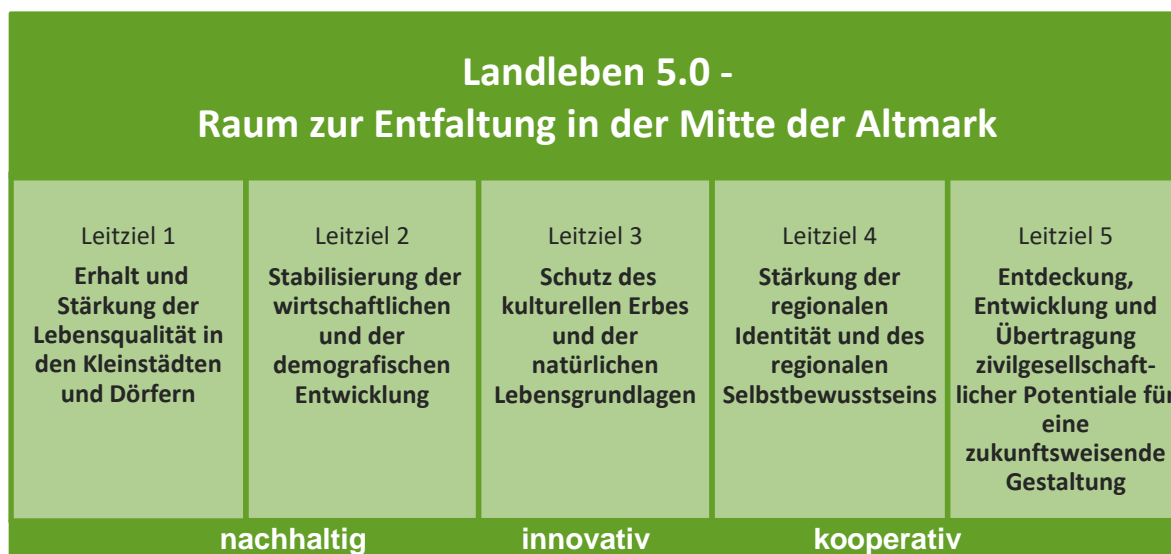 Landleben 5.0 -
Raum zur Entfaltung in der Mitte der Altmark
Leitziel 1
Erhalt und
Stärkung der
Lebensqualität in
den Kleinstädten
und Dörfern
Leitziel 2
Stabilisierung der
wirtschaftlichen
und der
demografischen
Entwicklung
Leitziel 3
Schutz des
kulturellen Erbes
und der
natürlichen
Lebensgrundlagen
Leitziel 4
Stärkung der
regionalen
Identität und des
regionalen
Selbstbewusstseins
Leitziel 5
Entdeckung,
Entwicklung und
Übertragung
zivilgesellschaft-
licher Potentiale für
eine
zukunftsweisende
Gestaltung
nachhaltig innovativ kooperativ